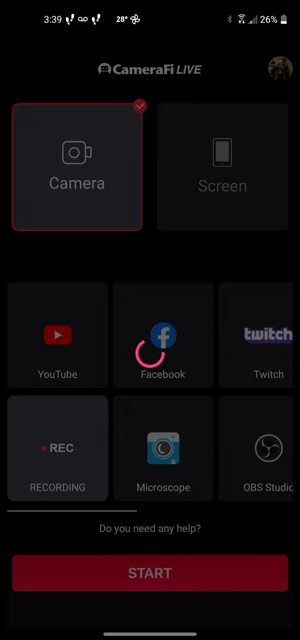 3:39 28° 26%
CameraFi LIVE
Camera
Screen
YouTube
Facebook
twitch
Twitch
REC
RECORDING
Microscope
OBS Studio
Do you need any help?
START